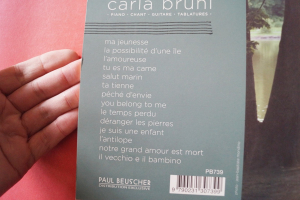 carla bruni
- PIANO - CHANT - GUITARE - TABLATURES -
ma jeunesse
la possibilité d'une île
l'amoureuse
tu es ma came
salut marin
ta tienne
péché d'envie
you belong to me
le temps perdu
déranger les pierres
je suis une enfant
l'antilope
notre grand amour est mort
il vecchio e il bambino
PB739
PAUL BEUSCHER